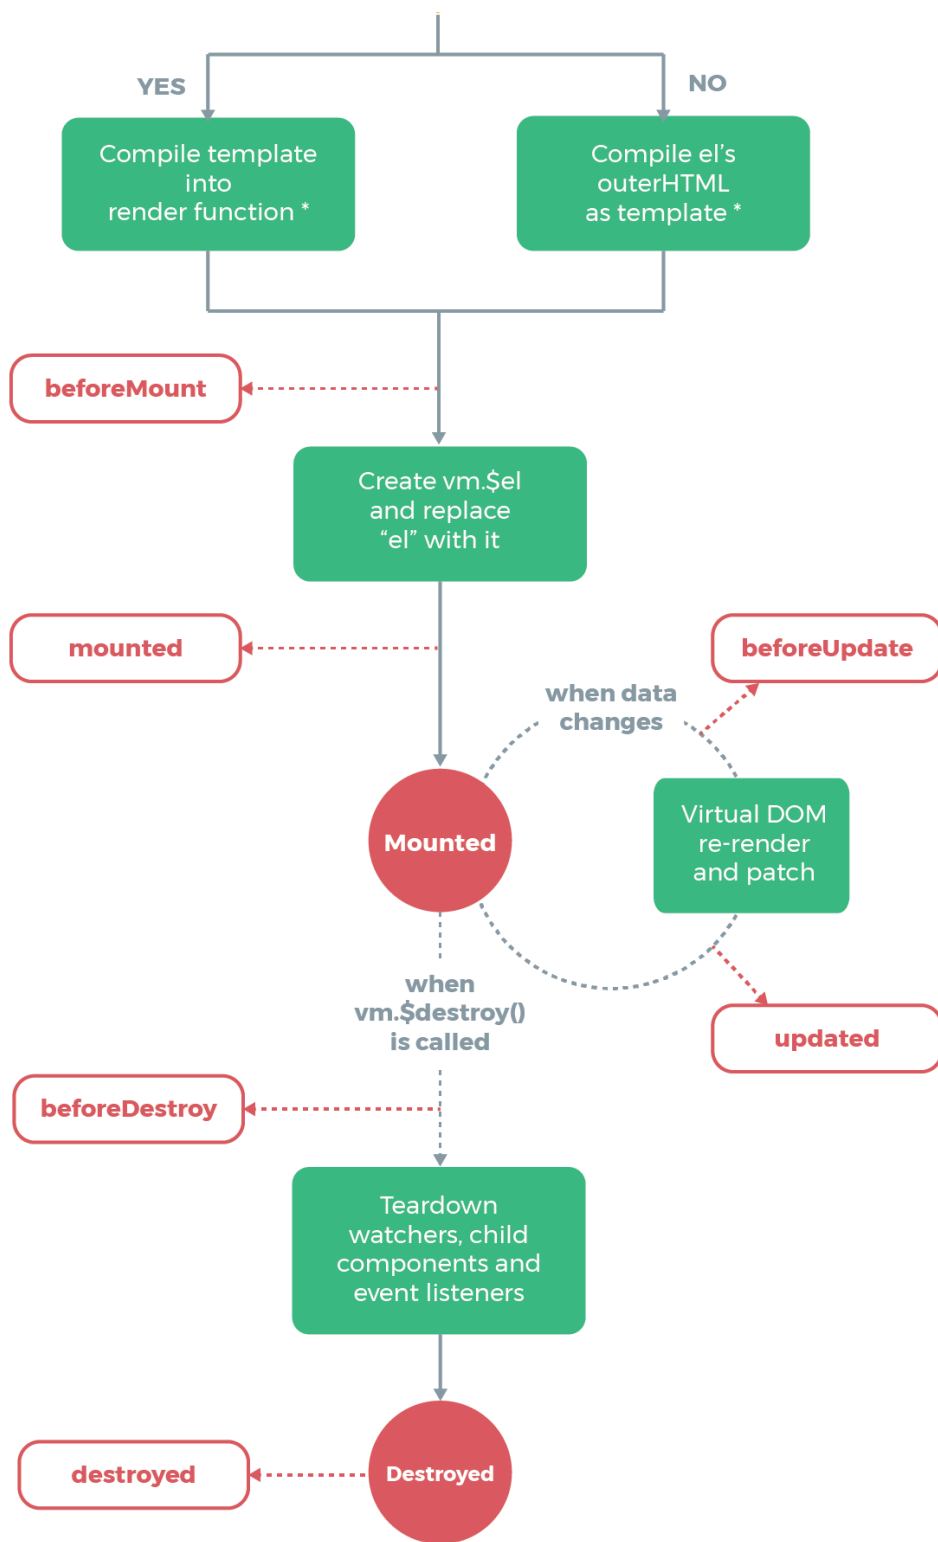 YES
NO
Compile template
into
render function *
Compile el’s
outerHTML
as template *
beforeMount
Create vm.$el
and replace
“el” with it
mounted
beforeUpdate
when data
changes
Mounted
Virtual DOM
re-render
and patch
when
vm.$destroy()
is called
updated
beforeDestroy
Teardown
watchers, child
components and
event listeners
destroyed
Destroyed